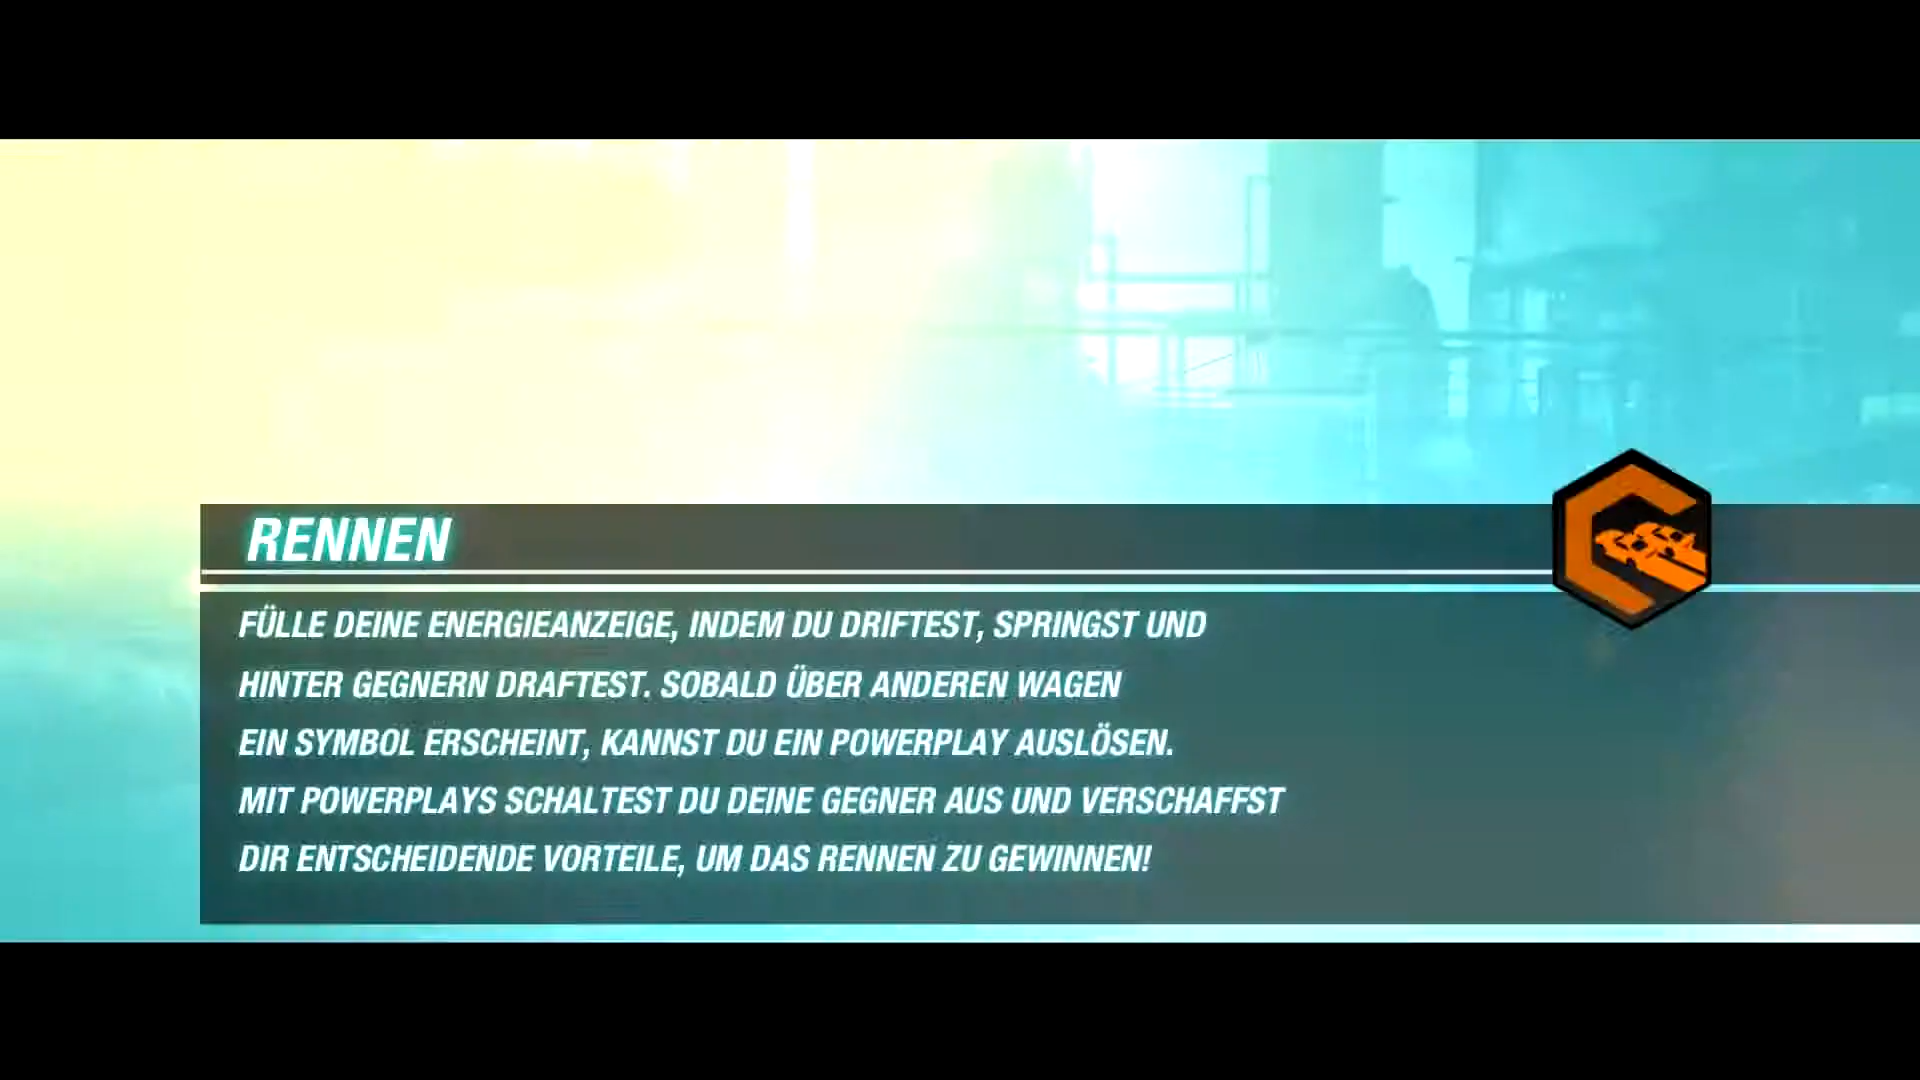 RENNEN
FÜLLE DEINE ENERGIEANZEIGE, INDEM DU DRIFTEST, SPRINGST UND
HINTER GEGNERN DRAFTEST. SOBALD ÜBER ANDEREN WAGEN
EIN SYMBOL ERSCHEINT, KANNST DU EIN POWERPLAY AUSLÖSEN.
MIT POWERPLAYS SCHALTEST DU DEINE GEGNER AUS UND VERSCHAFFST
DIR ENTSCHEIDENDE VORTEILE, UM DAS RENNEN ZU GEWINNEN!